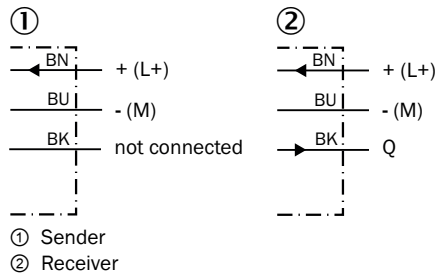 ① ②
BN + (L+) BN + (L+)
BU - (M) BU - (M)
BK not connected BK Q
① Sender
② Receiver